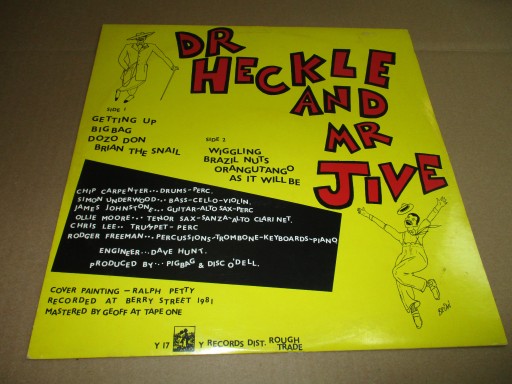 DR
HECKLE
AND
MR
JIVE
SIDE 1
GETTING UP
BIG BAG
DOZO DON
BRIAN THE SNAIL
SIDE 2
WIGGLING
BRAZIL NUTS
ORANGUTANGO
AS IT WILL BE
CHIP CARPENTER... DRUMS-PERC.
SIMON UNDERWOOD... BASS-CELLO-VIOLIN.
JAMES JOHNSTONE... GUITAR-ALTO SAX-PERC
OLLIE MOORE... TENOR SAX-SANZA-ALTO CLARINET.
CHRIS LEE.. TRUMPET- PERC
RODGER FREEMAN... PERCUSSIONS-TROMBONE-KEYBOARDS-PIANO
ENGINEER... DAVE HUNT.
PRODUCED BY... PIGBAG & DISC O'DELL.
COVER PAINTING - RALPH PETTY
RECORDED AT BERRY STREET 1981
MASTERED BY GEOFF AT TAPE ONE
Y 17 Y RECORDS DIST. ROUGH TRADE